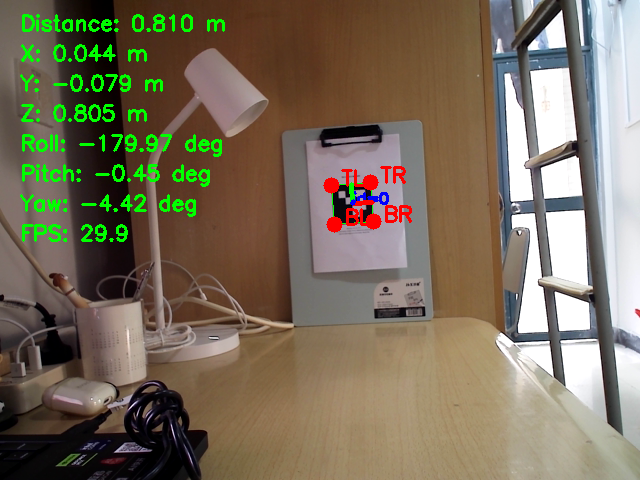 Distance: 0.810 m
X: 0.044 m
Y: -0.079 m
Z: 0.805 m
Roll: -179.97 deg
Pitch: -0.45 deg
Yaw: -4.42 deg
FPS: 29.9
TL TR
BL BR